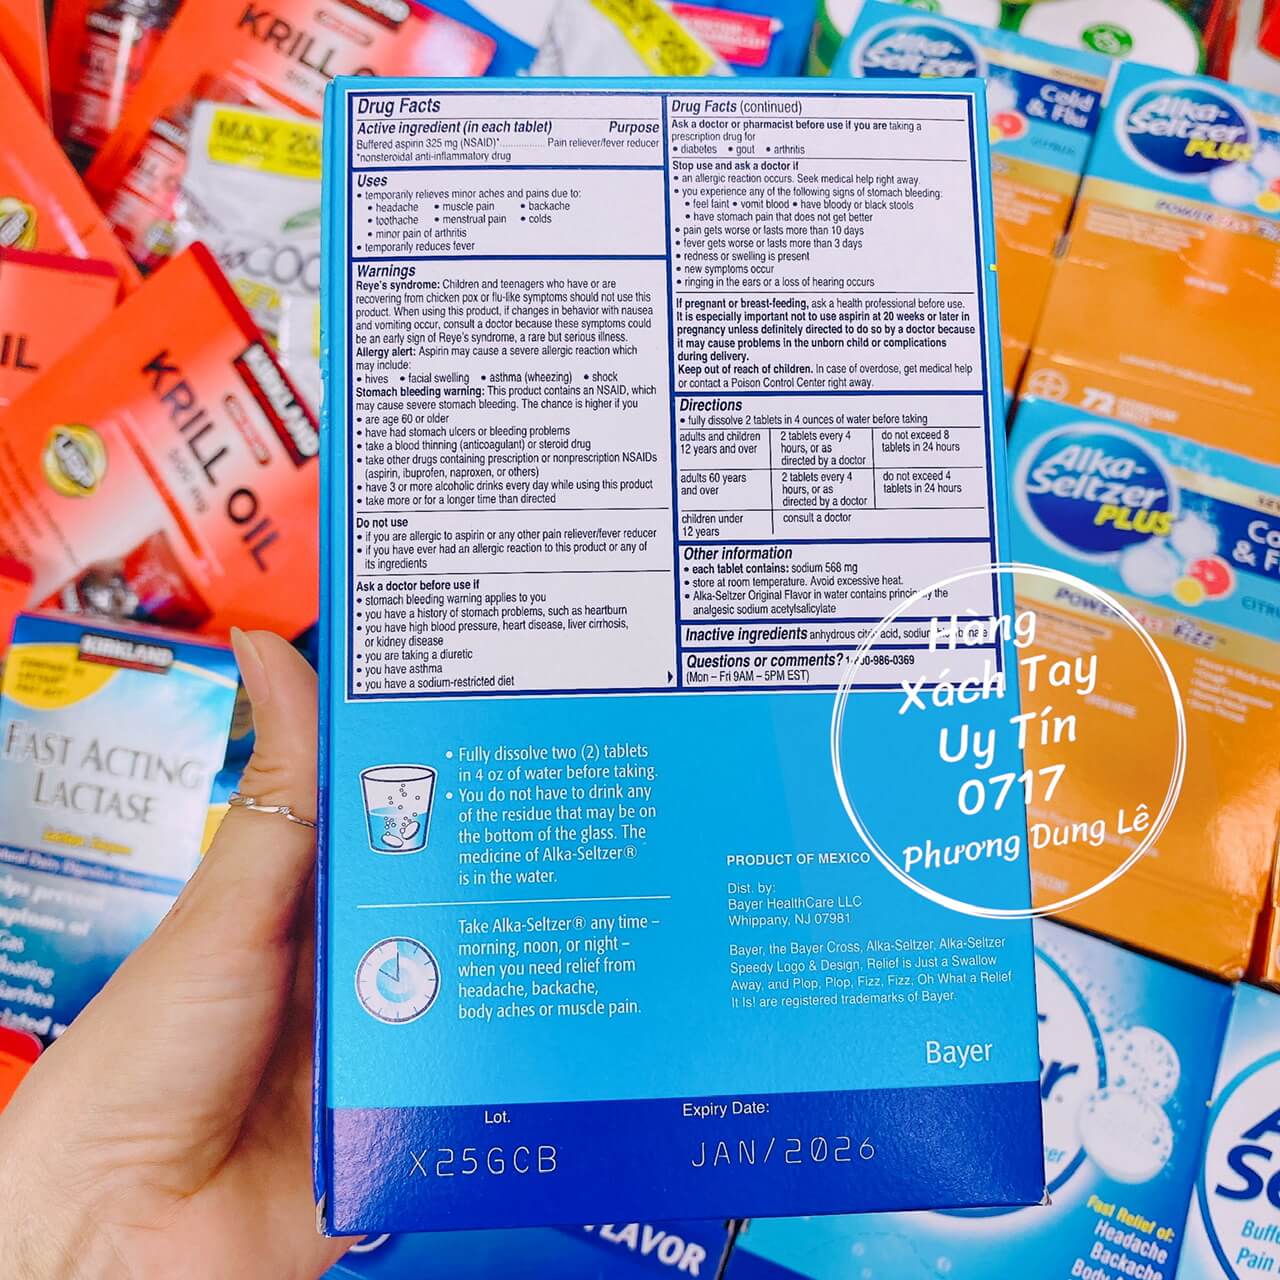 Drug Facts
Active ingredient (in each tablet) Purpose
Buffered aspirin 325 mg (NSAID)*.................... Pain reliever/fever reducer
*nonsteroidal anti-inflammatory drug
Uses
• temporarily relieves minor aches and pains due to:
• headache • muscle pain • backache
• toothache • menstrual pain • colds
• minor pain of arthritis
• temporarily reduces fever
Warnings
Reye's syndrome: Children and teenagers who have or are
recovering from chicken pox or flu-like symptoms should not use this
product. When using this product, if changes in behavior with nausea
and vomiting occur, consult a doctor because these symptoms could
be an early sign of Reye's syndrome, a rare but serious illness.
Allergy alert: Aspirin may cause a severe allergic reaction which
may include:
• hives • facial swelling • asthma (wheezing) • shock
Stomach bleeding warning: This product contains an NSAID, which
may cause severe stomach bleeding. The chance is higher if you
• are age 60 or older
• have had stomach ulcers or bleeding problems
• take a blood thinning (anticoagulant) or steroid drug
• take other drugs containing prescription or nonprescription NSAIDs
(aspirin, ibuprofen, naproxen, or others)
• have 3 or more alcoholic drinks every day while using this product
• take more or for a longer time than directed
Do not use
• if you are allergic to aspirin or any other pain reliever/fever reducer
• if you have ever had an allergic reaction to this product or any of
its ingredients
Ask a doctor before use if
• stomach bleeding warning applies to you
• you have a history of stomach problems, such as heartburn
• you have high blood pressure, heart disease, liver cirrhosis,
or kidney disease
• you are taking a diuretic
• you have asthma
• you have a sodium-restricted diet
Drug Facts (continued)
Ask a doctor or pharmacist before use if you are taking a
prescription drug for
• diabetes • gout • arthritis
Stop use and ask a doctor if
• an allergic reaction occurs. Seek medical help right away.
• you experience any of the following signs of stomach bleeding:
• feel faint • vomit blood • have bloody or black stools
• have stomach pain that does not get better
• pain gets worse or lasts more than 10 days
• fever gets worse or lasts more than 3 days
• redness or swelling is present
• new symptoms occur
• ringing in the ears or a loss of hearing occurs
If pregnant or breast-feeding, ask a health professional before use.
It is especially important not to use aspirin at 20 weeks or later in
pregnancy unless definitely directed to do so by a doctor because
it may cause problems in the unborn child or complications
during delivery.
Keep out of reach of children. In case of overdose, get medical help
or contact a Poison Control Center right away.
Directions
• fully dissolve 2 tablets in 4 ounces of water before taking
adults and children 12 years and over
2 tablets every 4 hours, or as directed by a doctor
do not exceed 8 tablets in 24 hours
adults 60 years and over
2 tablets every 4 hours, or as directed by a doctor
do not exceed 4 tablets in 24 hours
children under 12 years
consult a doctor
Other information
• each tablet contains: sodium 568 mg
• store at room temperature. Avoid excessive heat.
• Alka-Seltzer Original Flavor in water contains principally the
analgesic sodium acetylsalicylate
Inactive ingredients anhydrous citric acid, sodium bicarbonate
Questions or comments? 1-800-986-0369
(Mon – Fri 9AM – 5PM EST)
• Fully dissolve two (2) tablets
in 4 oz of water before taking.
• You do not have to drink any
of the residue that may be on
the bottom of the glass. The
medicine of Alka-Seltzer®
is in the water.
Take Alka-Seltzer® any time –
morning, noon, or night –
when you need relief from
headache, backache,
body aches or muscle pain.
PRODUCT OF MEXICO
Dist. by:
Bayer HealthCare LLC
Whippany, NJ 07981
Bayer, the Bayer Cross, Alka-Seltzer, Alka-Seltzer
Speedy Logo & Design, Relief is Just a Swallow
Away, and Plop, Plop, Fizz, Fizz, Oh What a Relief
It Is! are registered trademarks of Bayer.
Bayer
Lot.
X25GCB
Expiry Date:
JAN/2026
Hàng
Xách Tay
Uy Tín
0717
Phương Dung Lê
KRILL
MAX
KRILL OIL
500 mg
KIRKLAND
KIRKLAND
FAST ACTING
LACTASE
Alka-
Seltzer
Cold
& Flu
Alka-
Seltzer
PLUS
72
Alka-
Seltzer
PLUS
& F
POWER
FLAVOR
Fast Relief of:
Headache
Backache
Body
Buffe
Pain